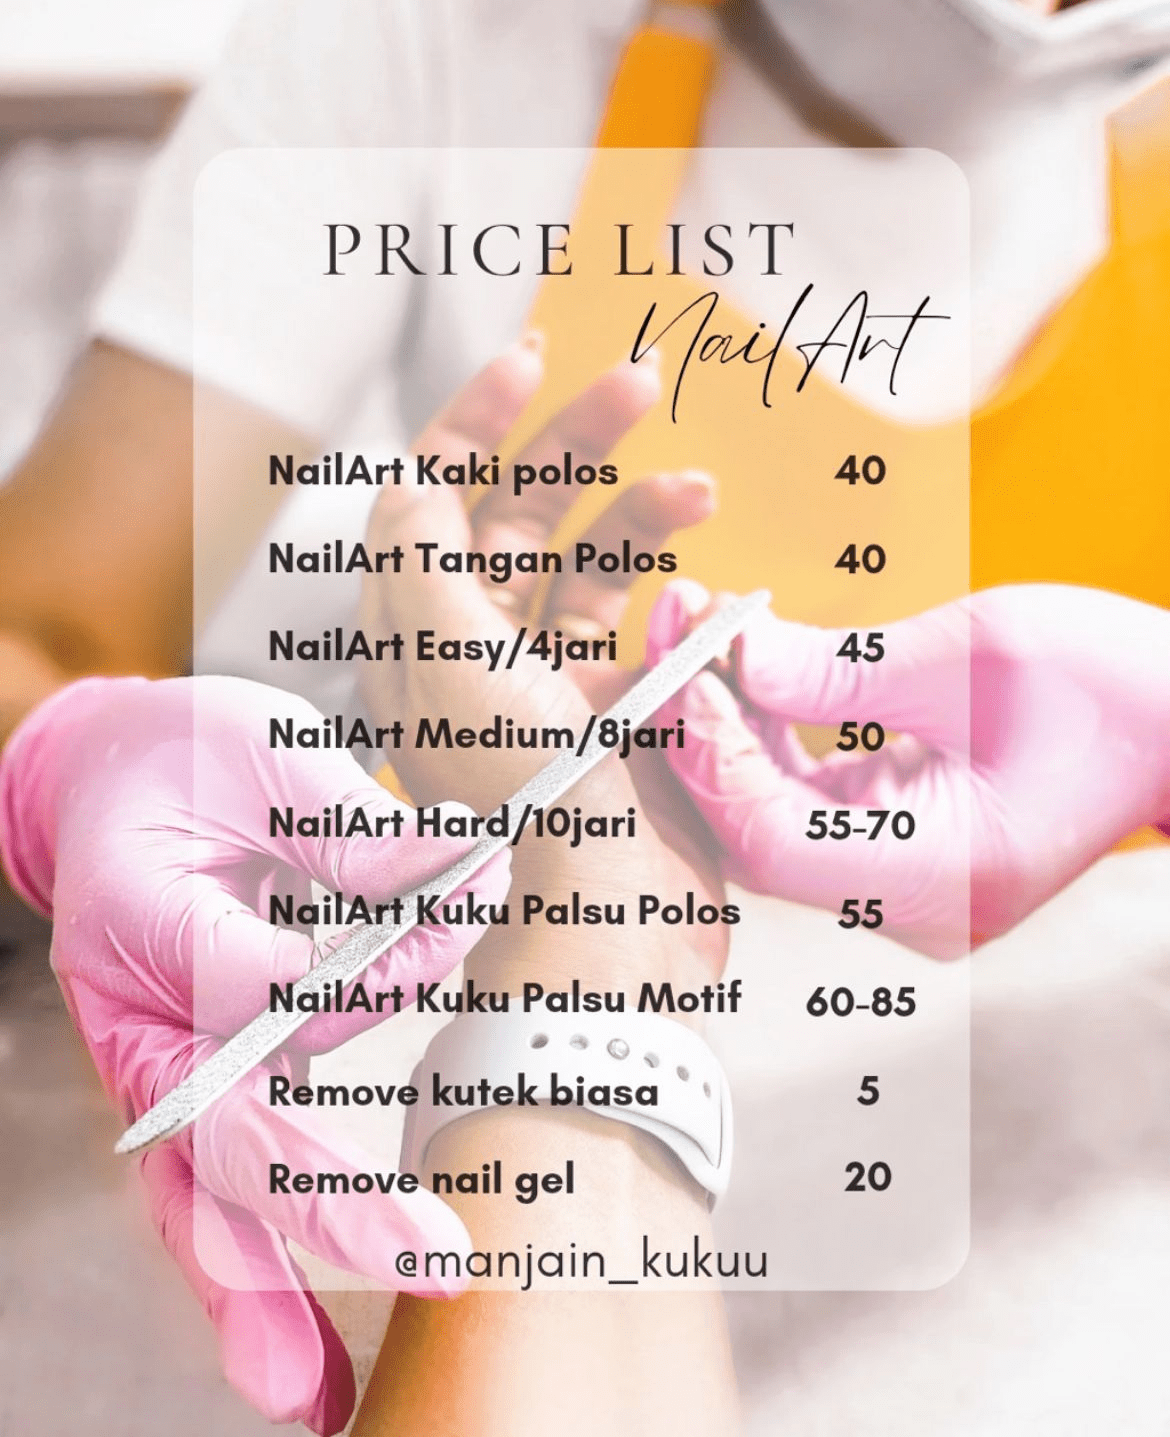 PRICE LIST
Nail Art
NailArt Kaki polos 40
NailArt Tangan Polos 40
NailArt Easy/4jari 45
NailArt Medium/8jari 50
NailArt Hard/10jari 55-70
NailArt Kuku Palsu Polos 55
NailArt Kuku Palsu Motif 60-85
Remove kutek biasa 5
Remove nail gel 20
@manjain_kukuu